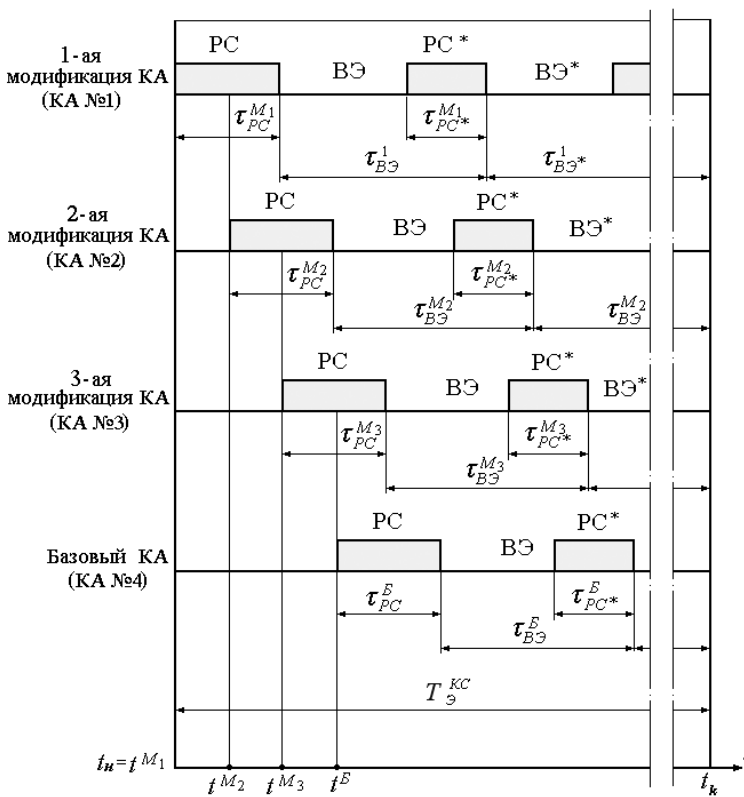 1-ая
модификация КА
(КА №1)
РС ВЭ РС* ВЭ*
τ_{РС}^{М₁} τ_{РС*}^{М₁}
τ_{ВЭ}^{1} τ_{ВЭ*}^{1}
2-ая
модификация КА
(КА №2)
РС ВЭ РС* ВЭ*
τ_{РС}^{М₂} τ_{РС*}^{М₂}
τ_{ВЭ}^{М₂} τ_{ВЭ}^{М₂}
3-ая
модификация КА
(КА №3)
РС ВЭ РС* ВЭ*
τ_{РС}^{М₃} τ_{РС*}^{М₃}
τ_{ВЭ}^{М₃}
Базовый КА
(КА №4)
РС ВЭ РС*
τ_{РС}^{Б} τ_{РС*}^{Б}
τ_{ВЭ}^{Б}
T_{Э}^{КС}
t_{н}=t^{М₁}
t^{М₂} t^{М₃} t^{Б} t_{k}